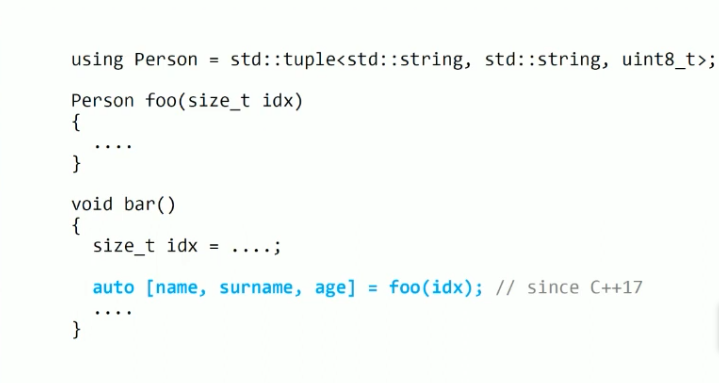 using Person = std::tuple<std::string, std::string, uint8_t>;
Person foo(size_t idx)
{
....
}
void bar()
{
size_t idx = ....;
auto [name, surname, age] = foo(idx); // since C++17
....
}